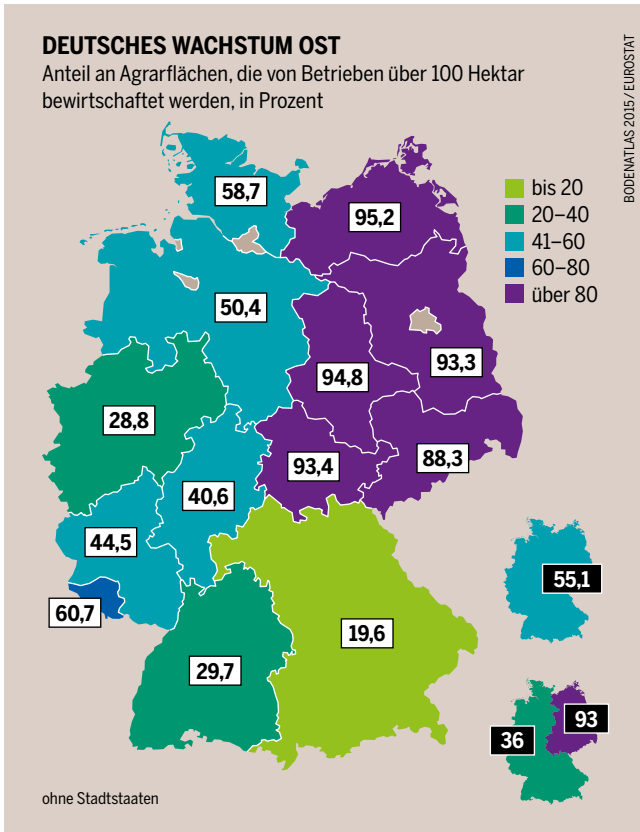 DEUTSCHES WACHSTUM OST
Anteil an Agrarflächen, die von Betrieben über 100 Hektar
bewirtschaftet werden, in Prozent
BODENATLAS 2015 / EUROSTAT
bis 20
20–40
41–60
60–80
über 80
58,7
95,2
50,4
94,8
93,3
28,8
93,4
88,3
40,6
44,5
60,7
19,6
29,7
55,1
93
36
ohne Stadtstaaten